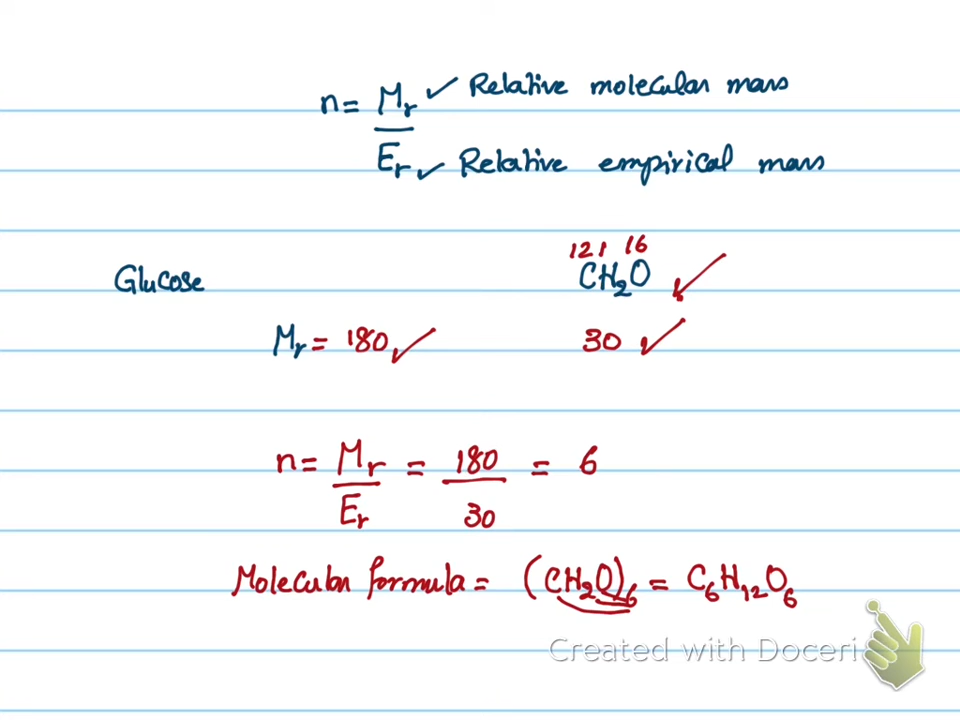 n = Mr ✓ Relative molecular mass
Er ✓ Relative empirical mass
12 1 16
Glucose CH₂O ✓
Mr = 180 ✓ 30 ✓
n = Mr = 180 = 6
Er 30
Molecular formula = (CH₂O)₆ = C₆H₁₂O₆
Created with Doceri